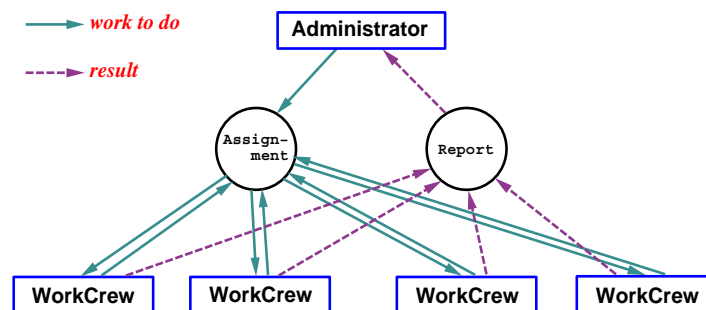 work to do
Administrator
result
Assign-
ment
Report
WorkCrew
WorkCrew
WorkCrew
WorkCrew